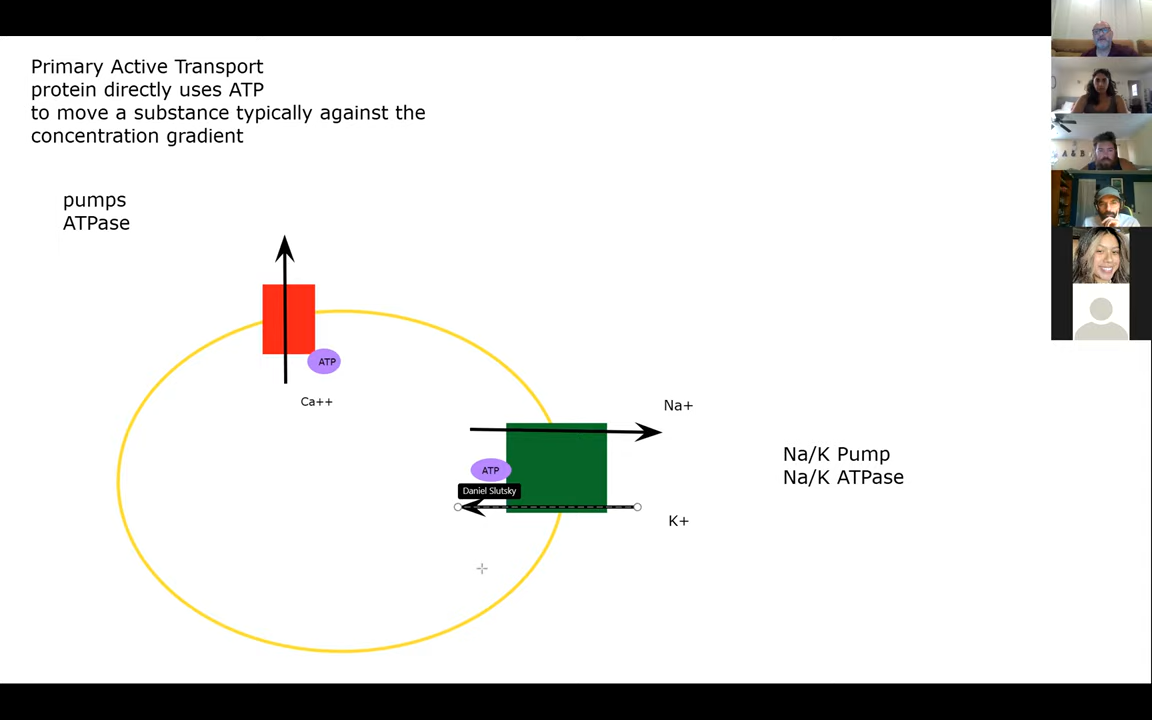 Primary Active Transport
protein directly uses ATP
to move a substance typically against the
concentration gradient
pumps
ATPase
ATP
Ca++
Na+
Na/K Pump
Na/K ATPase
ATP
Daniel Slutsky
K+
A & B